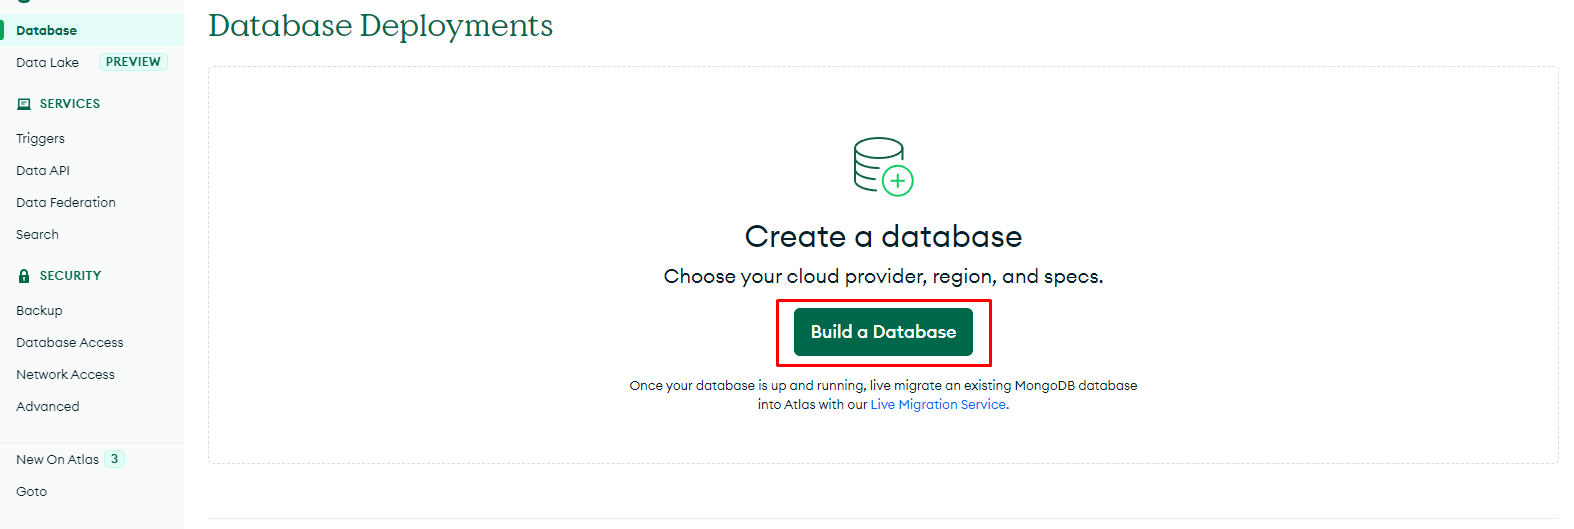 Database
Data Lake PREVIEW
SERVICES
Triggers
Data API
Data Federation
Search
SECURITY
Backup
Database Access
Network Access
Advanced
New On Atlas 3
Goto
Database Deployments
Create a database
Choose your cloud provider, region, and specs.
Build a Database
Once your database is up and running, live migrate an existing MongoDB database
into Atlas with our Live Migration Service.